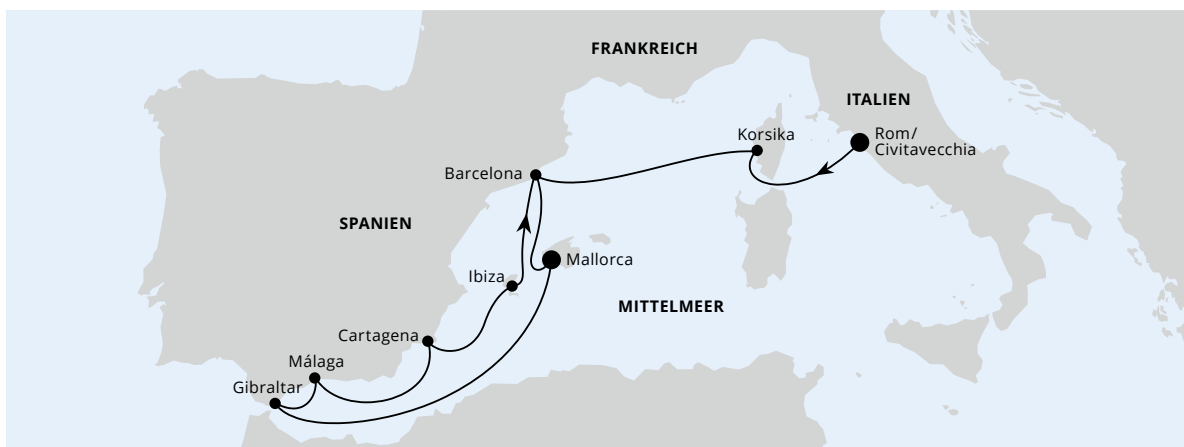 FRANKREICH
ITALIEN
Korsika
Rom/
Civitavecchia
Barcelona
SPANIEN
Mallorca
Ibiza
MITTELMEER
Cartagena
Málaga
Gibraltar